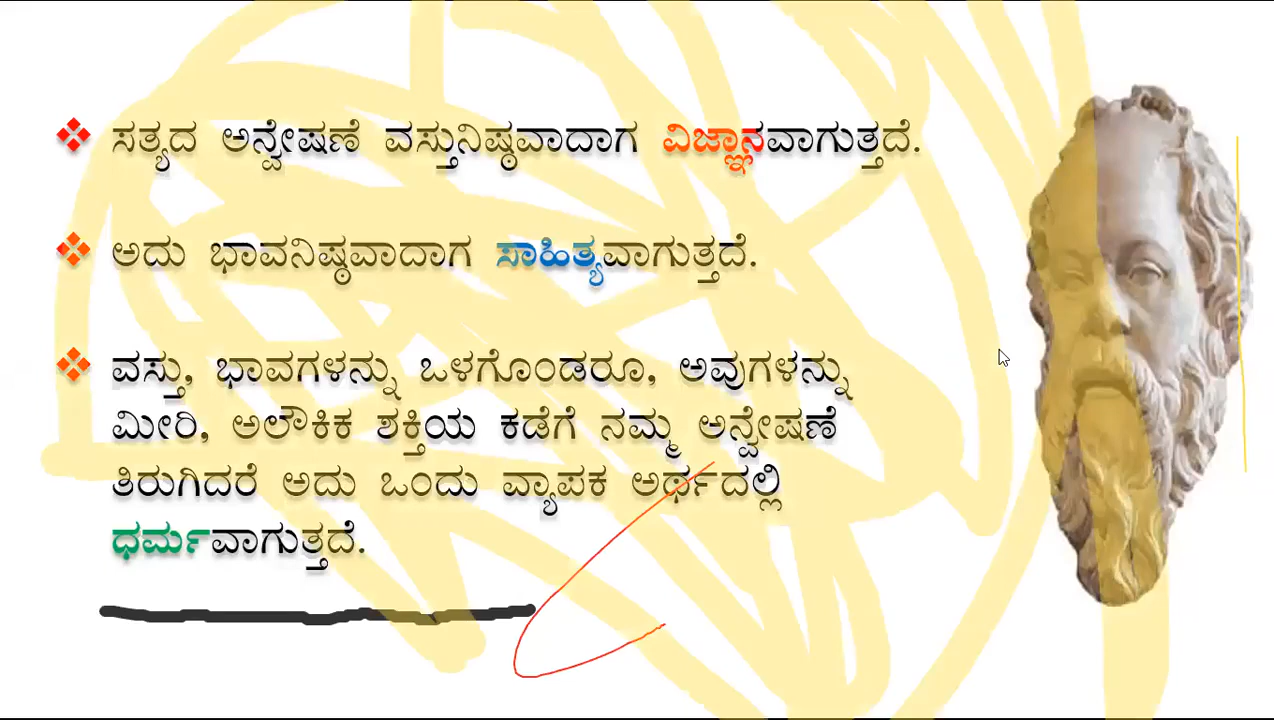 ಸತ್ಯದ ಅನ್ವೇಷಣೆ ವಸ್ತುನಿಷ್ಠವಾದಾಗ ವಿಜ್ಞಾನವಾಗುತ್ತದೆ.
ಅದು ಭಾವನಿಷ್ಠವಾದಾಗ ಸಾಹಿತ್ಯವಾಗುತ್ತದೆ.
ವಸ್ತು, ಭಾವಗಳನ್ನು ಒಳಗೊಂಡರೂ, ಅವುಗಳನ್ನು
ಮೀರಿ, ಅಲೌಕಿಕ ಶಕ್ತಿಯ ಕಡೆಗೆ ನಮ್ಮ ಅನ್ವೇಷಣೆ
ತಿರುಗಿದರೆ ಅದು ಒಂದು ವ್ಯಾಪಕ ಅರ್ಥದಲ್ಲಿ
ಧರ್ಮವಾಗುತ್ತದೆ.